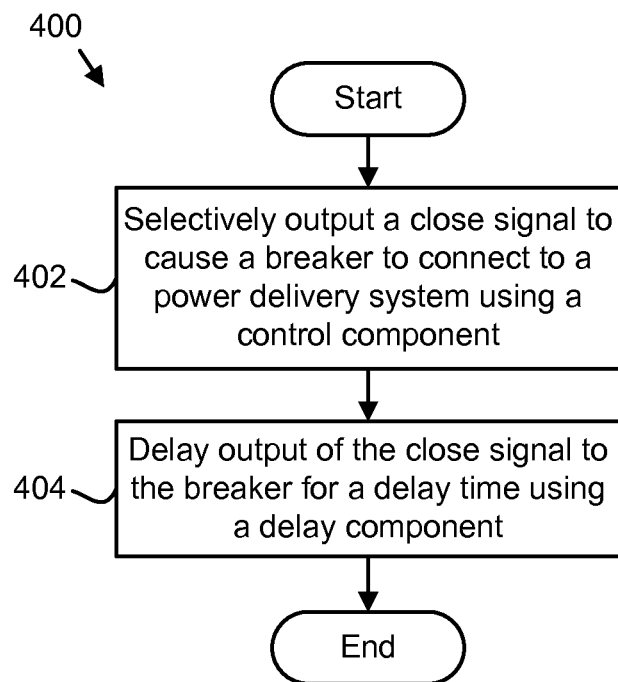 400
Start
Selectively output a close signal to
cause a breaker to connect to a
power delivery system using a
control component
402
Delay output of the close signal to
the breaker for a delay time using
a delay component
404
End